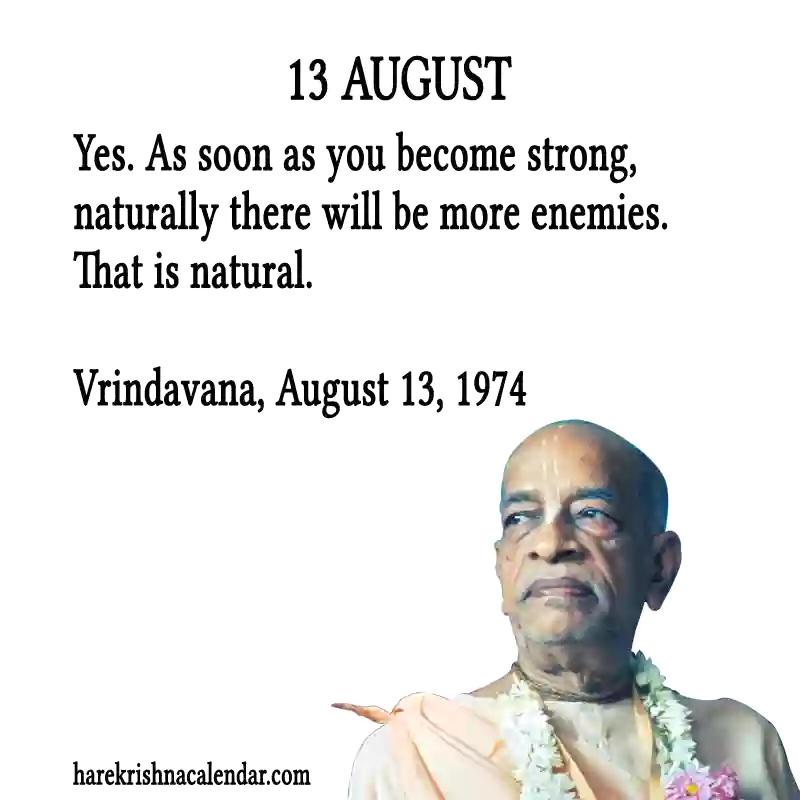 13 AUGUST
Yes. As soon as you become strong,
naturally there will be more enemies.
That is natural.
Vrindavana, August 13, 1974
harekrishnacalendar.com